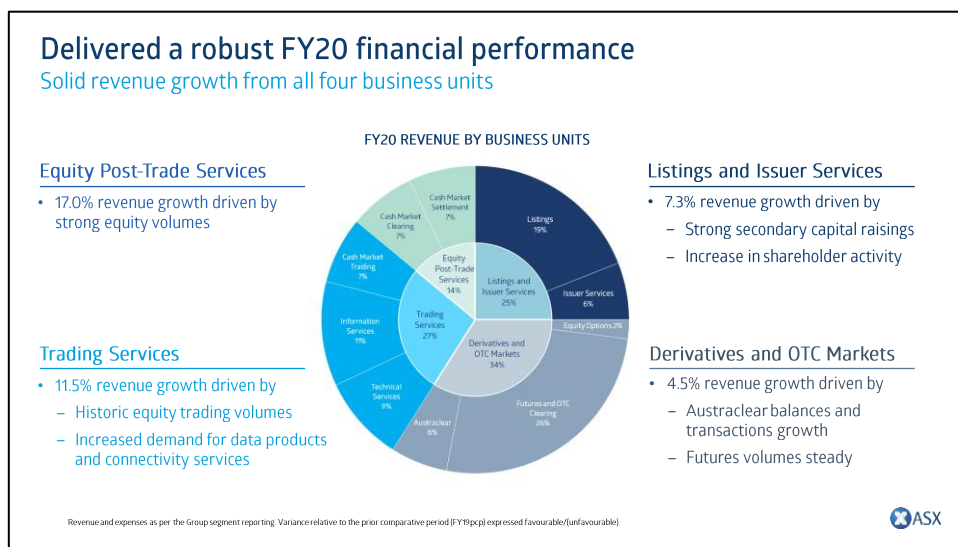 Delivered a robust FY20 financial performance
Solid revenue growth from all four business units
FY20 REVENUE BY BUSINESS UNITS
Equity Post-Trade Services
• 17.0% revenue growth driven by
strong equity volumes
Trading Services
• 11.5% revenue growth driven by
– Historic equity trading volumes
– Increased demand for data products
and connectivity services
Cash Market
Settlement
7%
Cash Market
Clearing
7%
Cash Market
Trading
7%
Information
Services
11%
Technical
Services
9%
Austraclear
6%
Futures and OTC
Clearing
26%
Equity Options 2%
Issuer Services
6%
Listings
19%
Equity
Post-Trade
Services
14%
Listings and
Issuer Services
25%
Trading
Services
27%
Derivatives and
OTC Markets
34%
Listings and Issuer Services
• 7.3% revenue growth driven by
– Strong secondary capital raisings
– Increase in shareholder activity
Derivatives and OTC Markets
• 4.5% revenue growth driven by
– Austraclear balances and
transactions growth
– Futures volumes steady
Revenue and expenses as per the Group segment reporting. Variance relative to the prior comparative period (FY19 pcp) expressed favourable/(unfavourable).
ASX